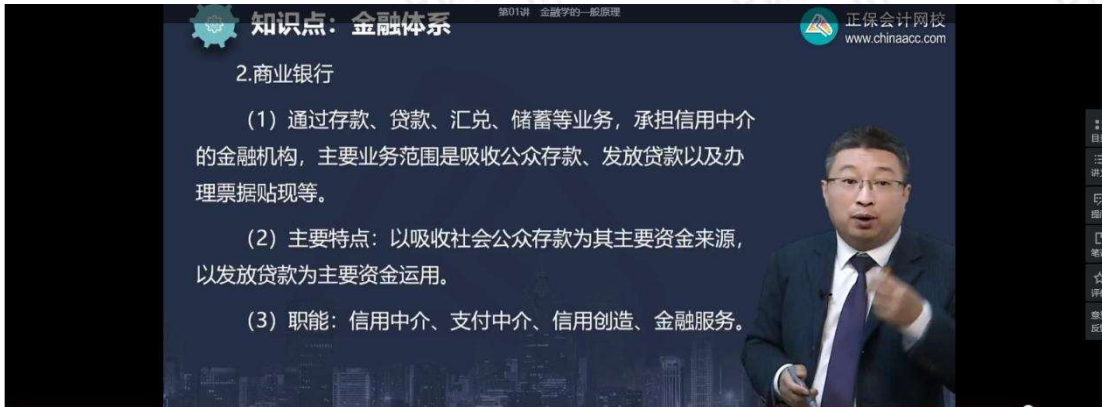 第01讲 金融学的一般原理
知识点：金融体系
正保会计网校
www.chinaacc.com
2.商业银行
（1）通过存款、贷款、汇兑、储蓄等业务，承担信用中介
的金融机构，主要业务范围是吸收公众存款、发放贷款以及办
理票据贴现等。
（2）主要特点：以吸收社会公众存款为其主要资金来源，
以发放贷款为主要资金运用。
（3）职能：信用中介、支付中介、信用创造、金融服务。